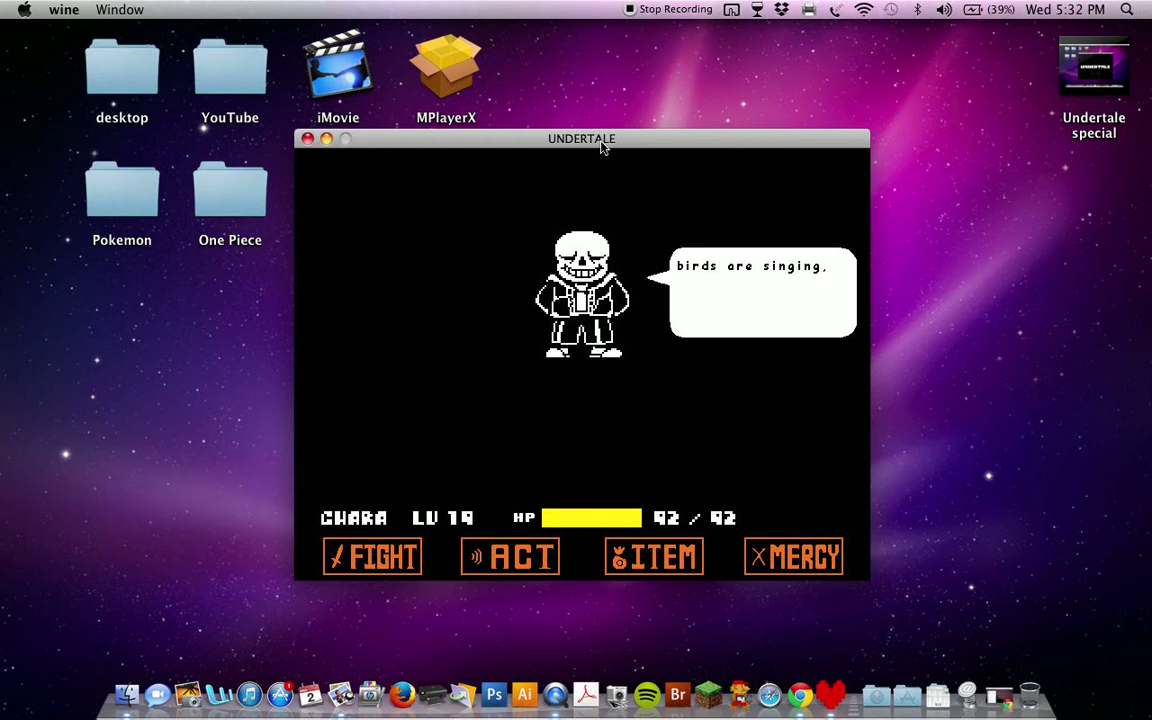 wine Window Stop Recording (39%) Wed 5:32 PM
desktop YouTube iMovie MPlayerX Undertale special
Pokemon One Piece
UNDERTALE
birds are singing,
CHARA LV 19 HP 92 / 92
FIGHT ACT ITEM MERCY
2 Ps Ai Br